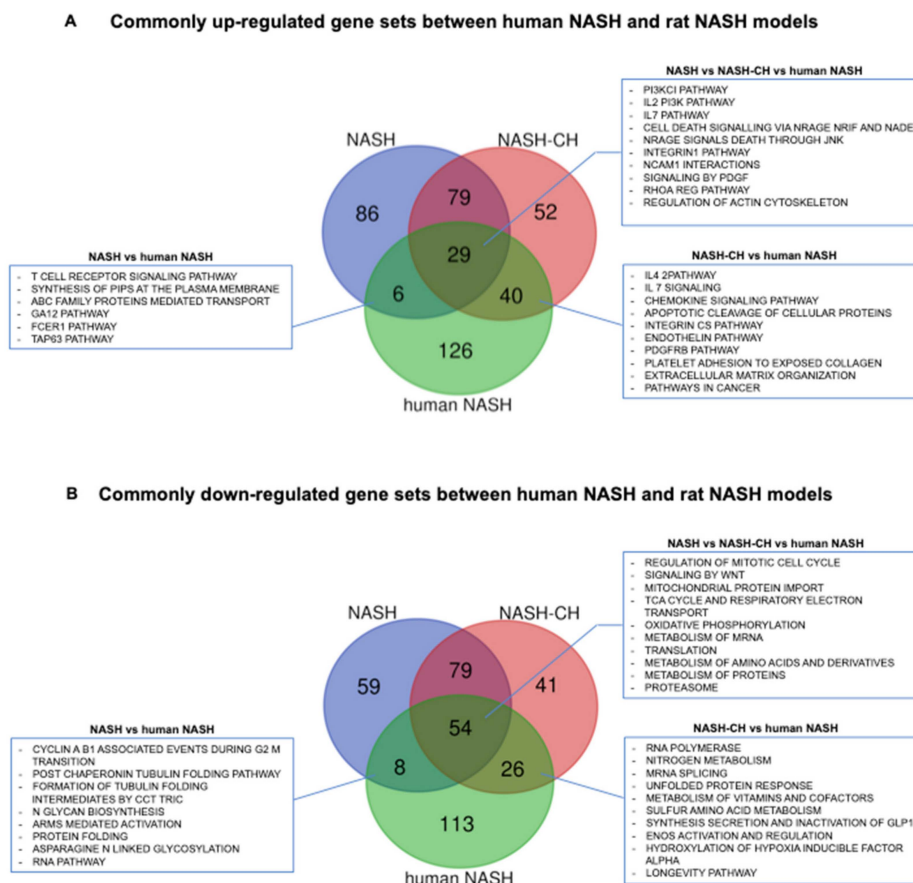 A Commonly up-regulated gene sets between human NASH and rat NASH models
NASH vs NASH-CH vs human NASH
- PI3KCI PATHWAY
- IL2 PI3K PATHWAY
- IL7 PATHWAY
- CELL DEATH SIGNALLING VIA NRAGE NRIF AND NADE
- NRAGE SIGNALS DEATH THROUGH JNK
- INTEGRIN1 PATHWAY
- NCAM1 INTERACTIONS
- SIGNALING BY PDGF
- RHOA REG PATHWAY
- REGULATION OF ACTIN CYTOSKELETON
NASH
NASH-CH
86
79
52
29
6
40
126
human NASH
NASH vs human NASH
- T CELL RECEPTOR SIGNALING PATHWAY
- SYNTHESIS OF PIPS AT THE PLASMA MEMBRANE
- ABC FAMILY PROTEINS MEDIATED TRANSPORT
- GA12 PATHWAY
- FCER1 PATHWAY
- TAP63 PATHWAY
NASH-CH vs human NASH
- IL4 2PATHWAY
- IL 7 SIGNALING
- CHEMOKINE SIGNALING PATHWAY
- APOPTOTIC CLEAVAGE OF CELLULAR PROTEINS
- INTEGRIN CS PATHWAY
- ENDOTHELIN PATHWAY
- PDGFRB PATHWAY
- PLATELET ADHESION TO EXPOSED COLLAGEN
- EXTRACELLULAR MATRIX ORGANIZATION
- PATHWAYS IN CANCER
B Commonly down-regulated gene sets between human NASH and rat NASH models
NASH vs NASH-CH vs human NASH
- REGULATION OF MITOTIC CELL CYCLE
- SIGNALING BY WNT
- MITOCHONDRIAL PROTEIN IMPORT
- TCA CYCLE AND RESPIRATORY ELECTRON
TRANSPORT
- OXIDATIVE PHOSPHORYLATION
- METABOLISM OF MRNA
- TRANSLATION
- METABOLISM OF AMINO ACIDS AND DERIVATIVES
- METABOLISM OF PROTEINS
- PROTEASOME
NASH
NASH-CH
59
79
41
54
8
26
113
human NASH
NASH vs human NASH
- CYCLIN A B1 ASSOCIATED EVENTS DURING G2 M
TRANSITION
- POST CHAPERONIN TUBULIN FOLDING PATHWAY
- FORMATION OF TUBULIN FOLDING
INTERMEDIATES BY CCT TRIC
- N GLYCAN BIOSYNTHESIS
- ARMS MEDIATED ACTIVATION
- PROTEIN FOLDING
- ASPARAGINE N LINKED GLYCOSYLATION
- RNA PATHWAY
NASH-CH vs human NASH
- RNA POLYMERASE
- NITROGEN METABOLISM
- MRNA SPLICING
- UNFOLDED PROTEIN RESPONSE
- METABOLISM OF VITAMINS AND COFACTORS
- SULFUR AMINO ACID METABOLISM
- SYNTHESIS SECRETION AND INACTIVATION OF GLP1
- ENOS ACTIVATION AND REGULATION
- HYDROXYLATION OF HYPOXIA INDUCIBLE FACTOR
ALPHA
- LONGEVITY PATHWAY